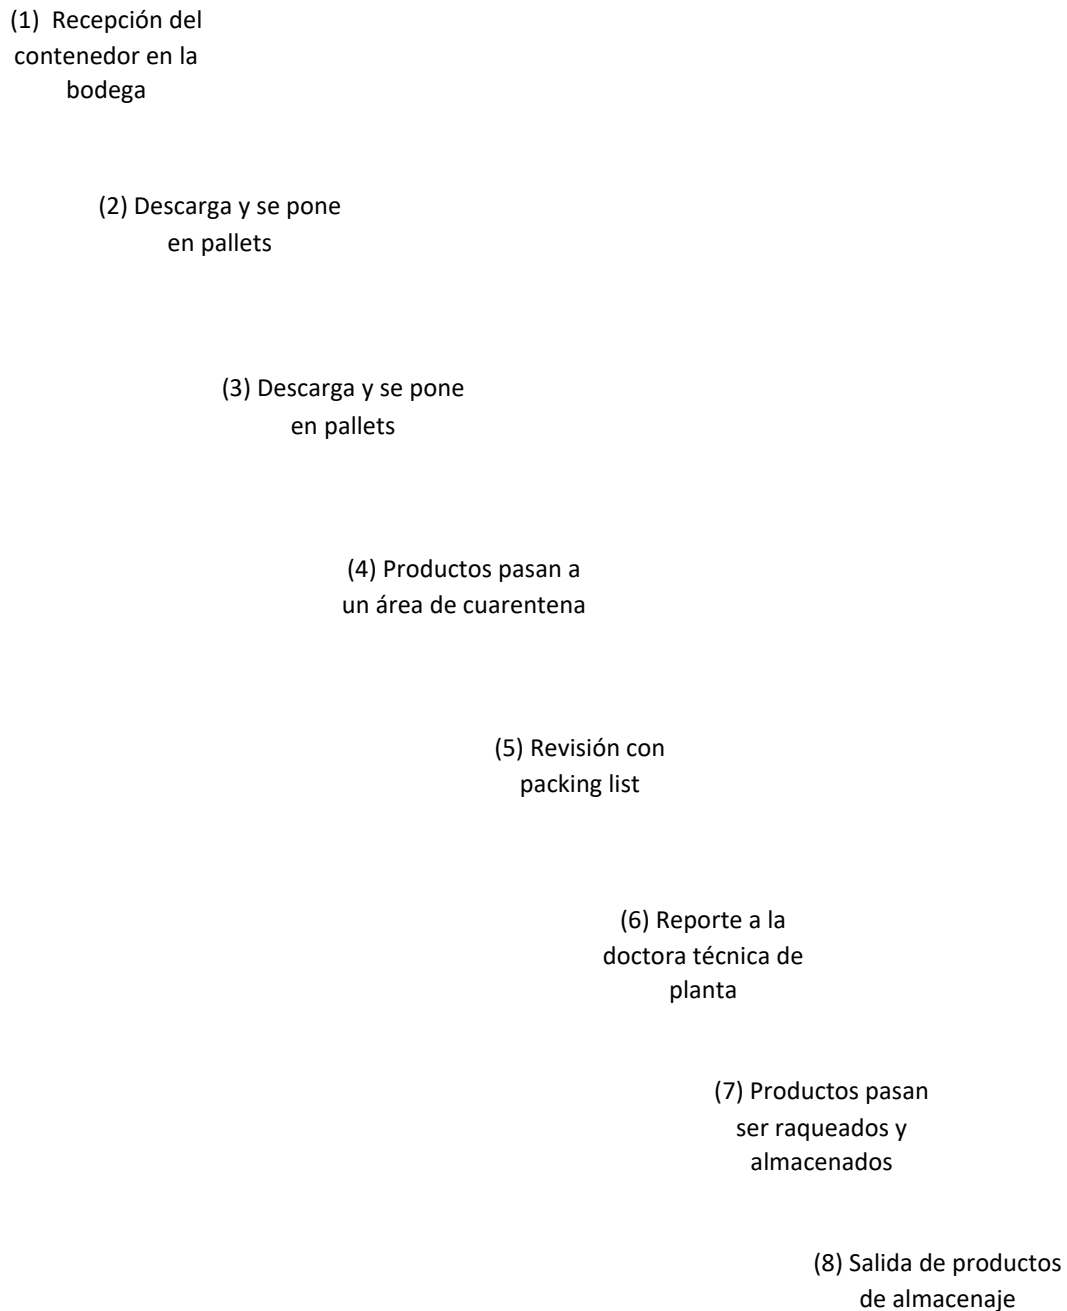 (1) Recepción del
contenedor en la
bodega
(2) Descarga y se pone
en pallets
(3) Descarga y se pone
en pallets
(4) Productos pasan a
un área de cuarentena
(5) Revisión con
packing list
(6) Reporte a la
doctora técnica de
planta
(7) Productos pasan
ser raqueados y
almacenados
(8) Salida de productos
de almacenaje